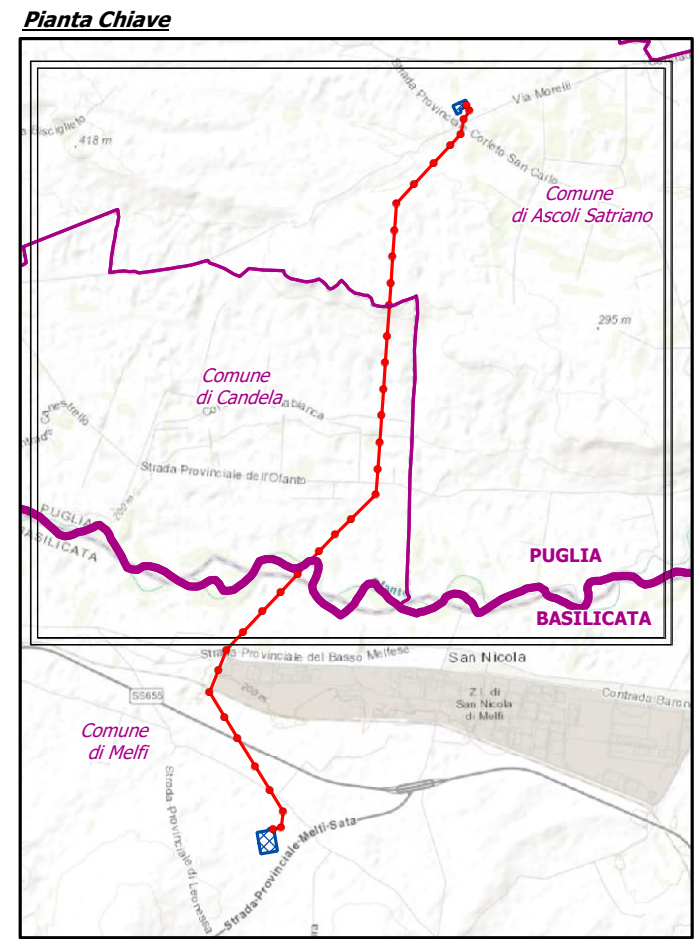 Pianta Chiave
Via Morelli
Strada Provinciale Corleto San Carlo
418 m
Comune
di Ascoli Satriano
295 m
Comune
di Candela
Strada Provinciale dell'Ofanto
200 m
PUGLIA
BASILICATA
PUGLIA
Ofanto
BASILICATA
Strada Provinciale del Basso Melfese
San Nicola
200 m
SS655
Z.I. di
San Nicola
di Melfi
Contrada Baron
Comune
di Melfi
Strada Provinciale di Leonessa
Strada-Provinciale-Melfi-Sata